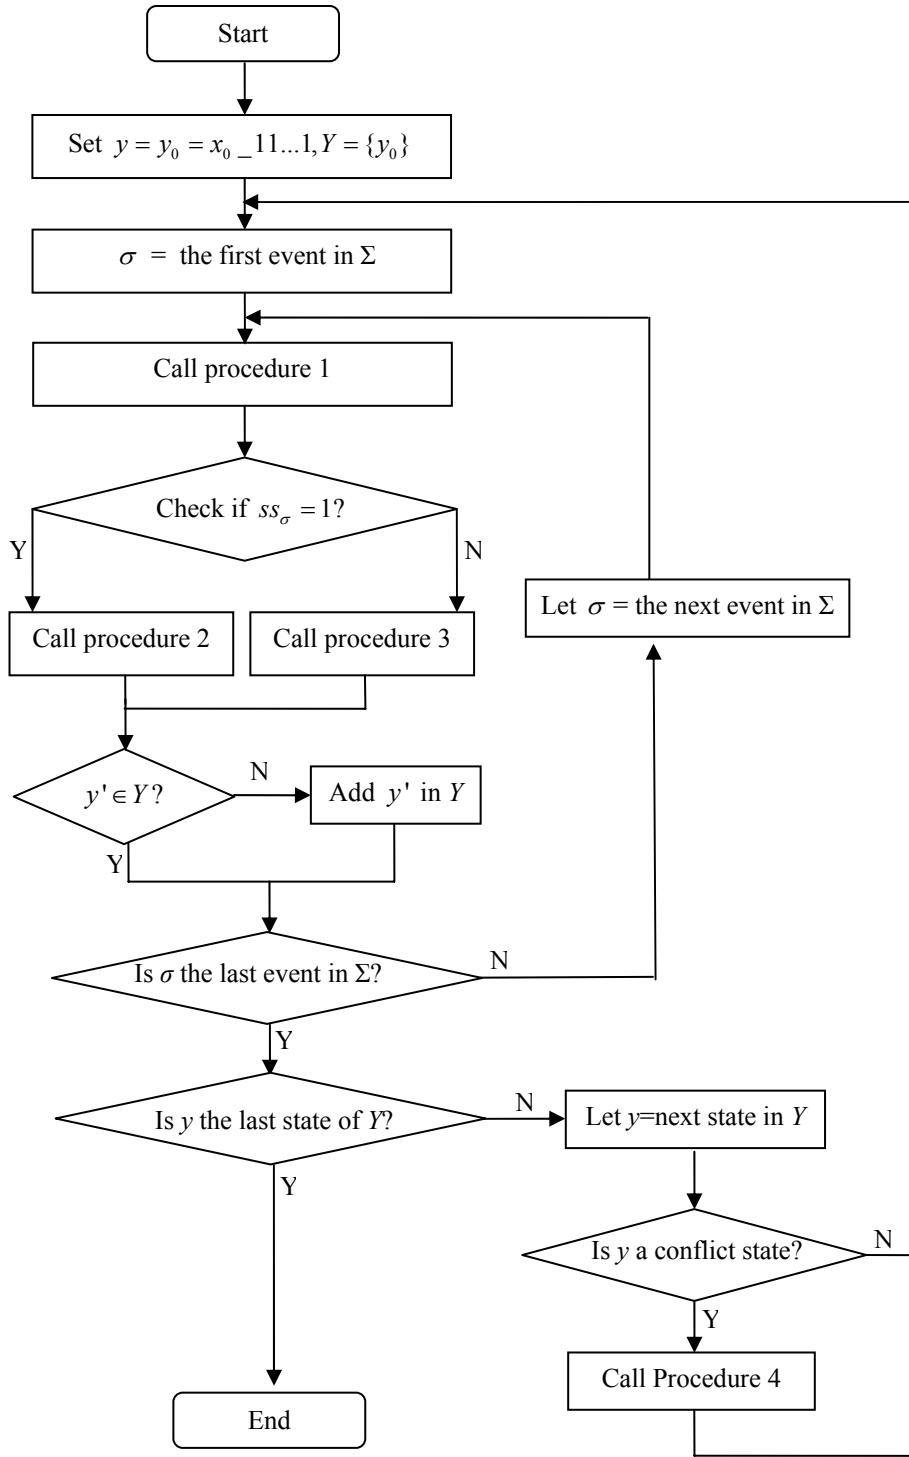 Start
Set y = y₀ = x₀ _11...1, Y = {y₀}
σ = the first event in Σ
Call procedure 1
Check if ss_σ = 1?
Y
N
Let σ = the next event in Σ
Call procedure 2
Call procedure 3
y' ∈ Y?
N
Add y' in Y
Y
Is σ the last event in Σ?
N
Y
Is y the last state of Y?
N
Let y=next state in Y
Y
Is y a conflict state?
N
Y
Call Procedure 4
End